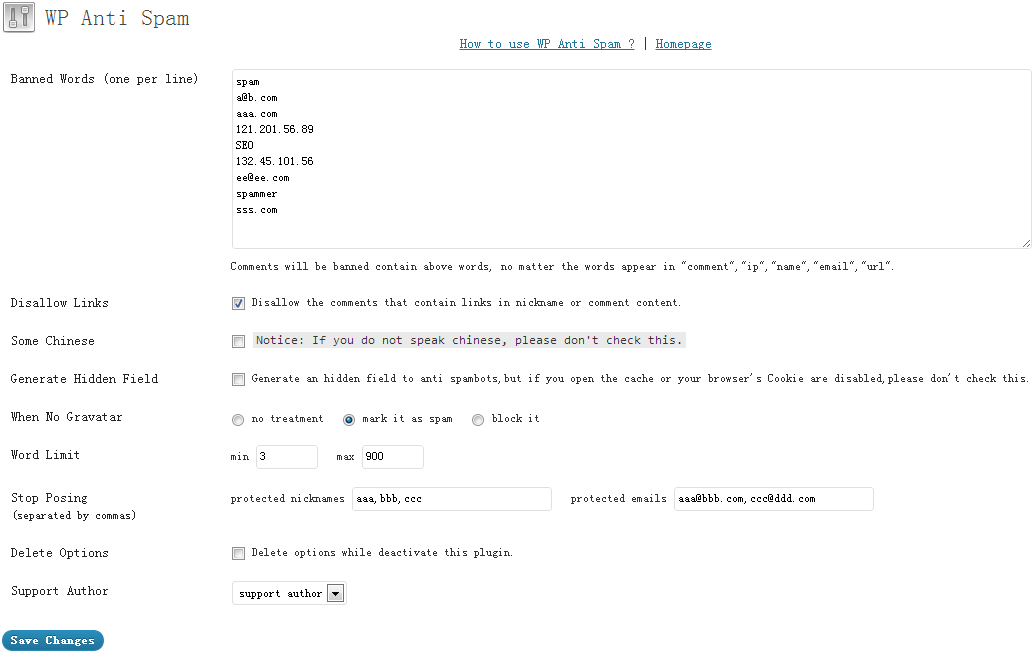 WP Anti Spam
How to use WP Anti Spam ? | Homepage
Banned Words (one per line)
spam
a@b.com
aaa.com
121.201.56.89
SEO
132.45.101.56
ee@ee.com
spammer
sss.com
Comments will be banned contain above words, no matter the words appear in "comment","ip","name","email","url".
Disallow Links
Disallow the comments that contain links in nickname or comment content.
Some Chinese
Notice: If you do not speak chinese, please don't check this.
Generate Hidden Field
Generate an hidden field to anti spambots,but if you open the cache or your browser's Cookie are disabled,please don't check this.
When No Gravatar
no treatment mark it as spam block it
Word Limit
min 3 max 900
Stop Posing
(separated by commas)
protected nicknames aaa,bbb,ccc protected emails aaa@bbb.com,ccc@ddd.com
Delete Options
Delete options while deactivate this plugin.
Support Author
support author
Save Changes